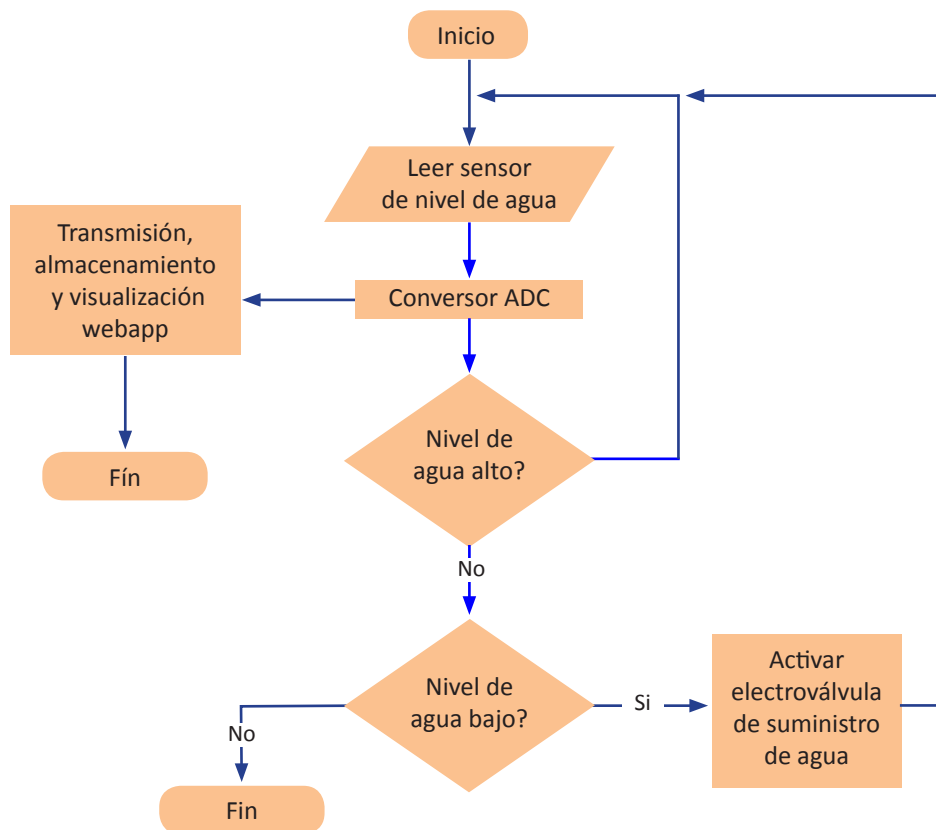 Inicio
Leer sensor
de nivel de agua
Transmisión,
almacenamiento
y visualización
webapp
Conversor ADC
Fín
Nivel de
agua alto?
No
Nivel de
agua bajo?
Si
Activar
electroválvula
de suministro
de agua
No
Fin